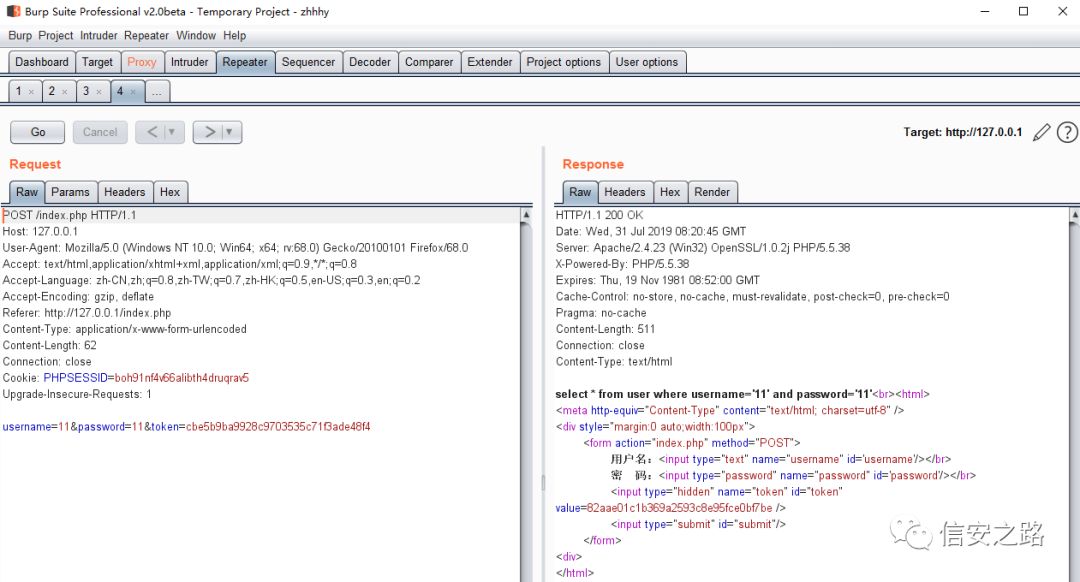 Burp Suite Professional v2.0beta - Temporary Project - zhhhy
Burp Project Intruder Repeater Window Help
Dashboard Target Proxy Intruder Repeater Sequencer Decoder Comparer Extender Project options User options
1 × 2 × 3 × 4 × ...
Go Cancel < | ▼ > | ▼ Target: http://127.0.0.1 ?
Request
Raw Params Headers Hex
POST /index.php HTTP/1.1
Host: 127.0.0.1
User-Agent: Mozilla/5.0 (Windows NT 10.0; Win64; x64; rv:68.0) Gecko/20100101 Firefox/68.0
Accept: text/html,application/xhtml+xml,application/xml;q=0.9,*/*;q=0.8
Accept-Language: zh-CN,zh;q=0.8,zh-TW;q=0.7,zh-HK;q=0.5,en-US;q=0.3,en;q=0.2
Accept-Encoding: gzip, deflate
Referer: http://127.0.0.1/index.php
Content-Type: application/x-www-form-urlencoded
Content-Length: 62
Connection: close
Cookie: PHPSESSID=boh91nf4v66alibth4druqrav5
Upgrade-Insecure-Requests: 1
username=11&password=11&token=cbe5b9ba9928c9703535c71f3ade48f4
Response
Raw Headers Hex Render
HTTP/1.1 200 OK
Date: Wed, 31 Jul 2019 08:20:45 GMT
Server: Apache/2.4.23 (Win32) OpenSSL/1.0.2j PHP/5.5.38
X-Powered-By: PHP/5.5.38
Expires: Thu, 19 Nov 1981 08:52:00 GMT
Cache-Control: no-store, no-cache, must-revalidate, post-check=0, pre-check=0
Pragma: no-cache
Content-Length: 511
Connection: close
Content-Type: text/html
select * from user where username='11' and password='11'<br><html>
<meta http-equiv="Content-Type" content="text/html; charset=utf-8" />
<div style="margin:0 auto;width:100px">
<form action="index.php" method="POST">
用户名：<input type="text" name="username" id='username'/></br>
密 码：<input type="password" name="password" id='password'/></br>
<input type="hidden" name="token" id="token"
value=82aae01c1b369a2593c8e95fce0bf7be />
<input type="submit" id="submit"/>
</form>
<div>
</html>
信安之路